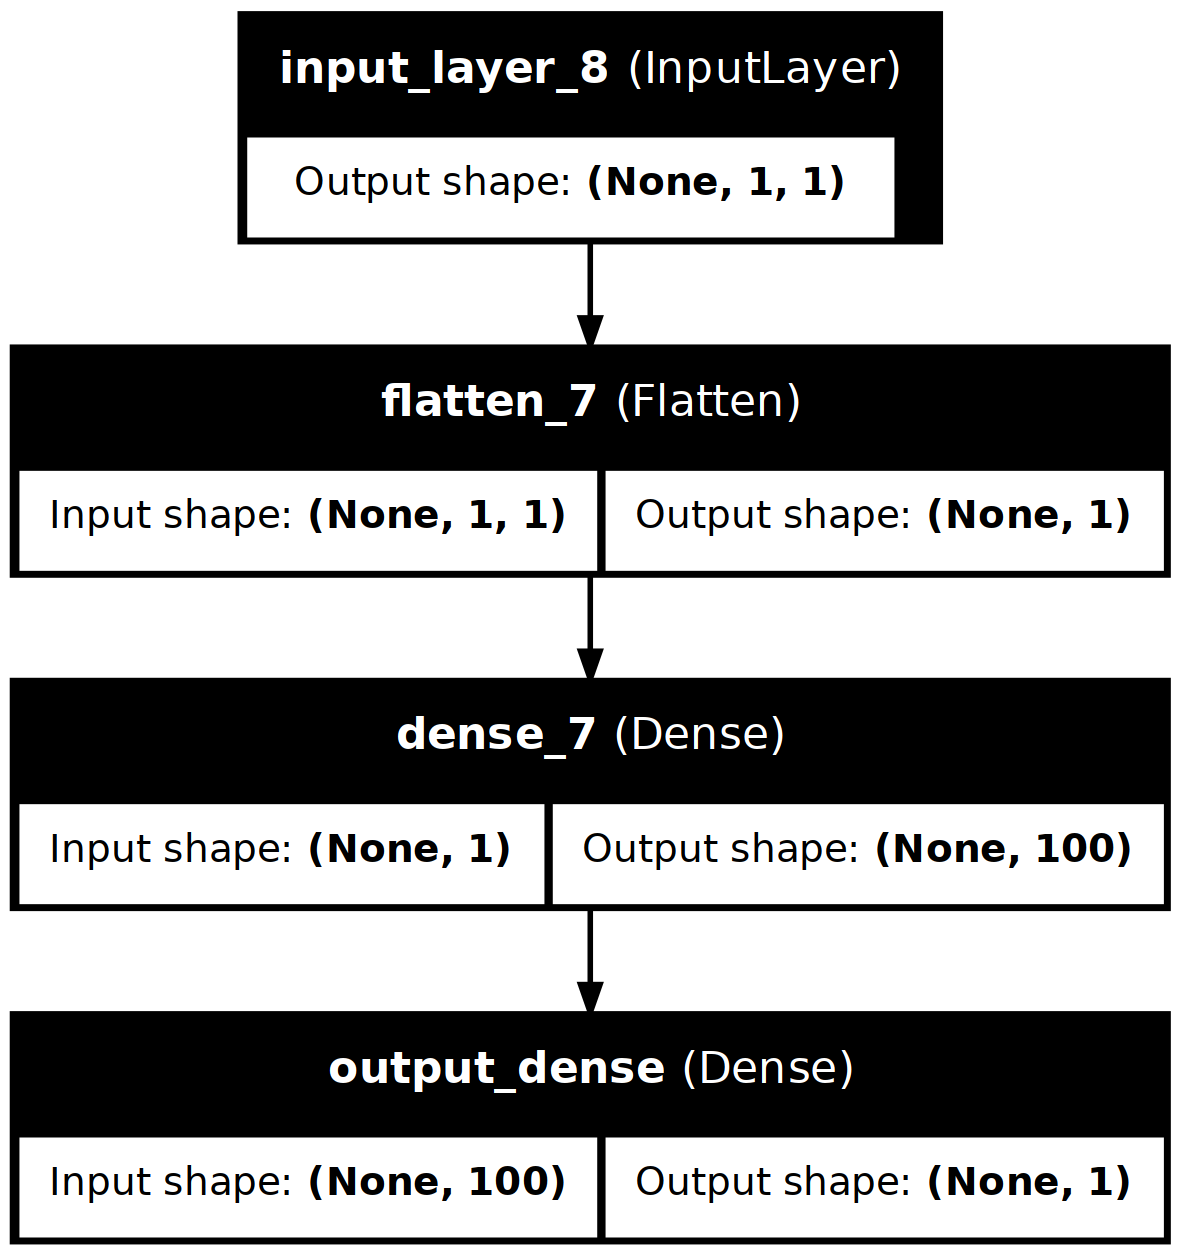 input_layer_8 (InputLayer)
Output shape: (None, 1, 1)
flatten_7 (Flatten)
Input shape: (None, 1, 1) Output shape: (None, 1)
dense_7 (Dense)
Input shape: (None, 1) Output shape: (None, 100)
output_dense (Dense)
Input shape: (None, 100) Output shape: (None, 1)